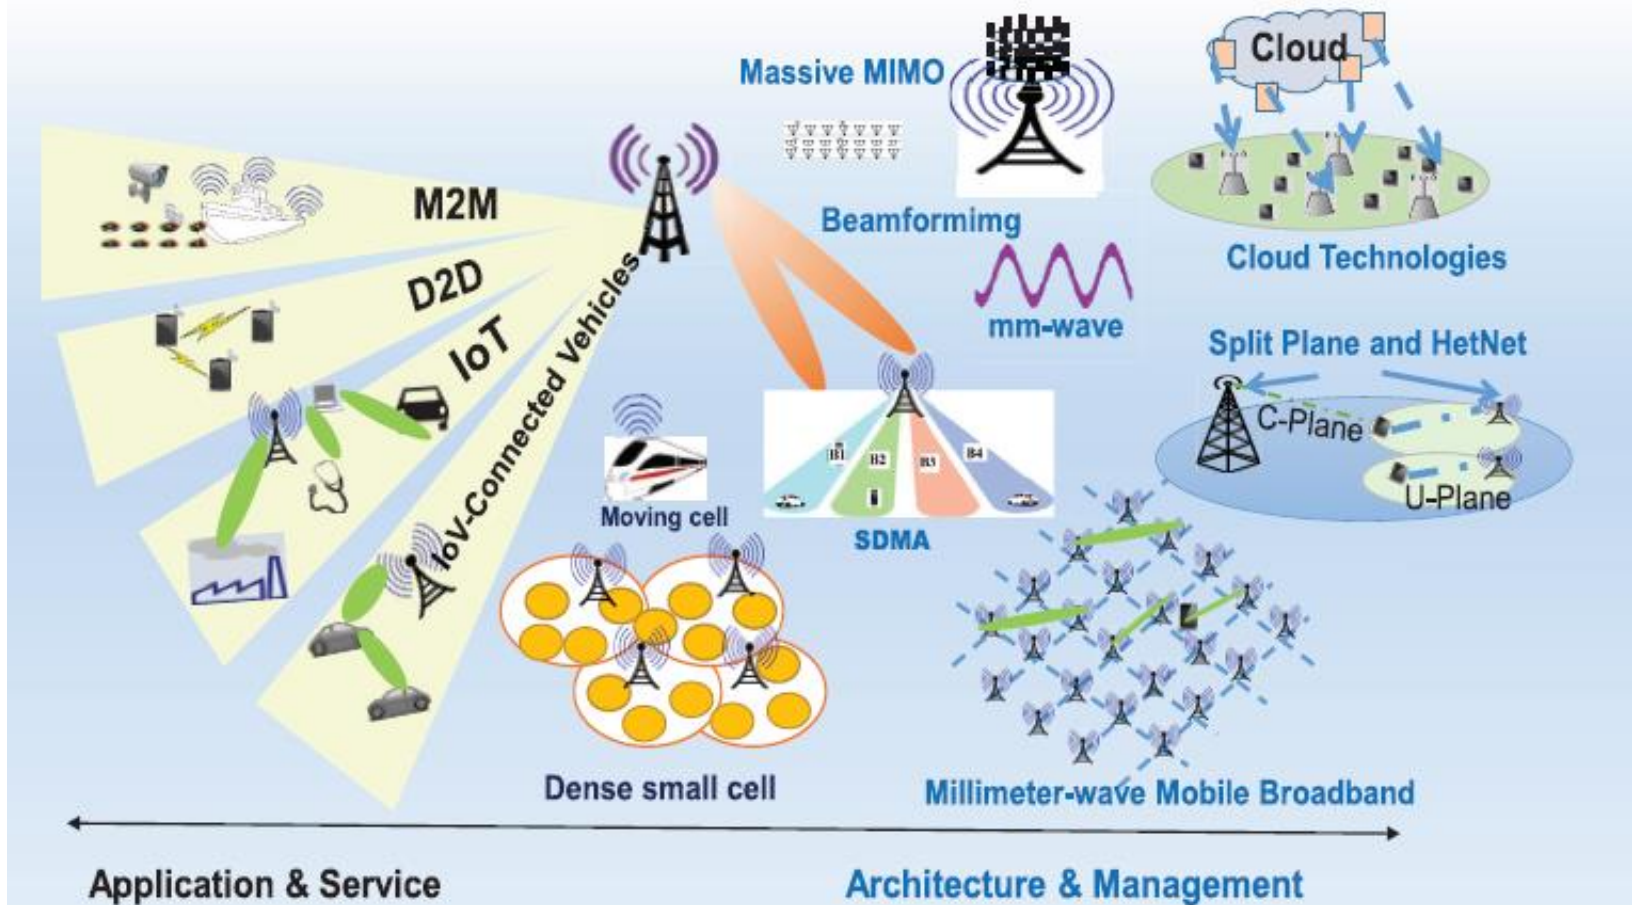 Massive MIMO
Cloud
M2M
Beamformimg
Cloud Technologies
D2D
mm-wave
IoT
Split Plane and HetNet
IoV-Connected Vehicles
C-Plane
B1
B2
B3
B4
U-Plane
Moving cell
SDMA
Dense small cell
Millimeter-wave Mobile Broadband
Application & Service
Architecture & Management